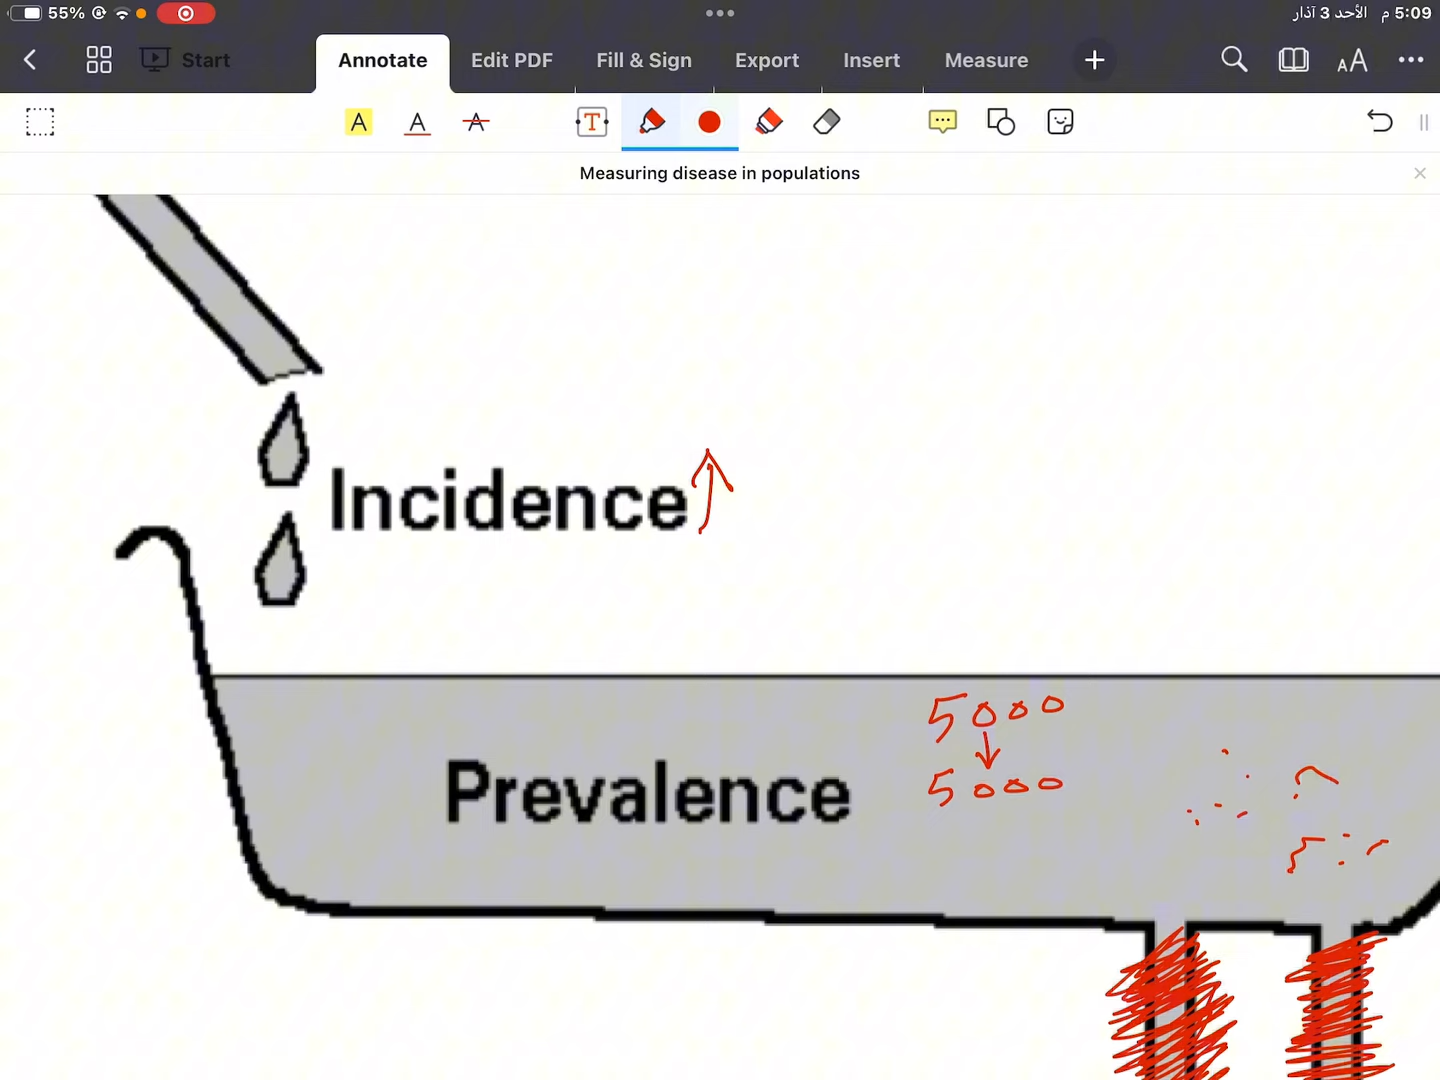 55% 5:09 م الأحد 3 آذار
Start Annotate Edit PDF Fill & Sign Export Insert Measure
A A A T AA
Measuring disease in populations
Incidence
5000
Prevalence
5000